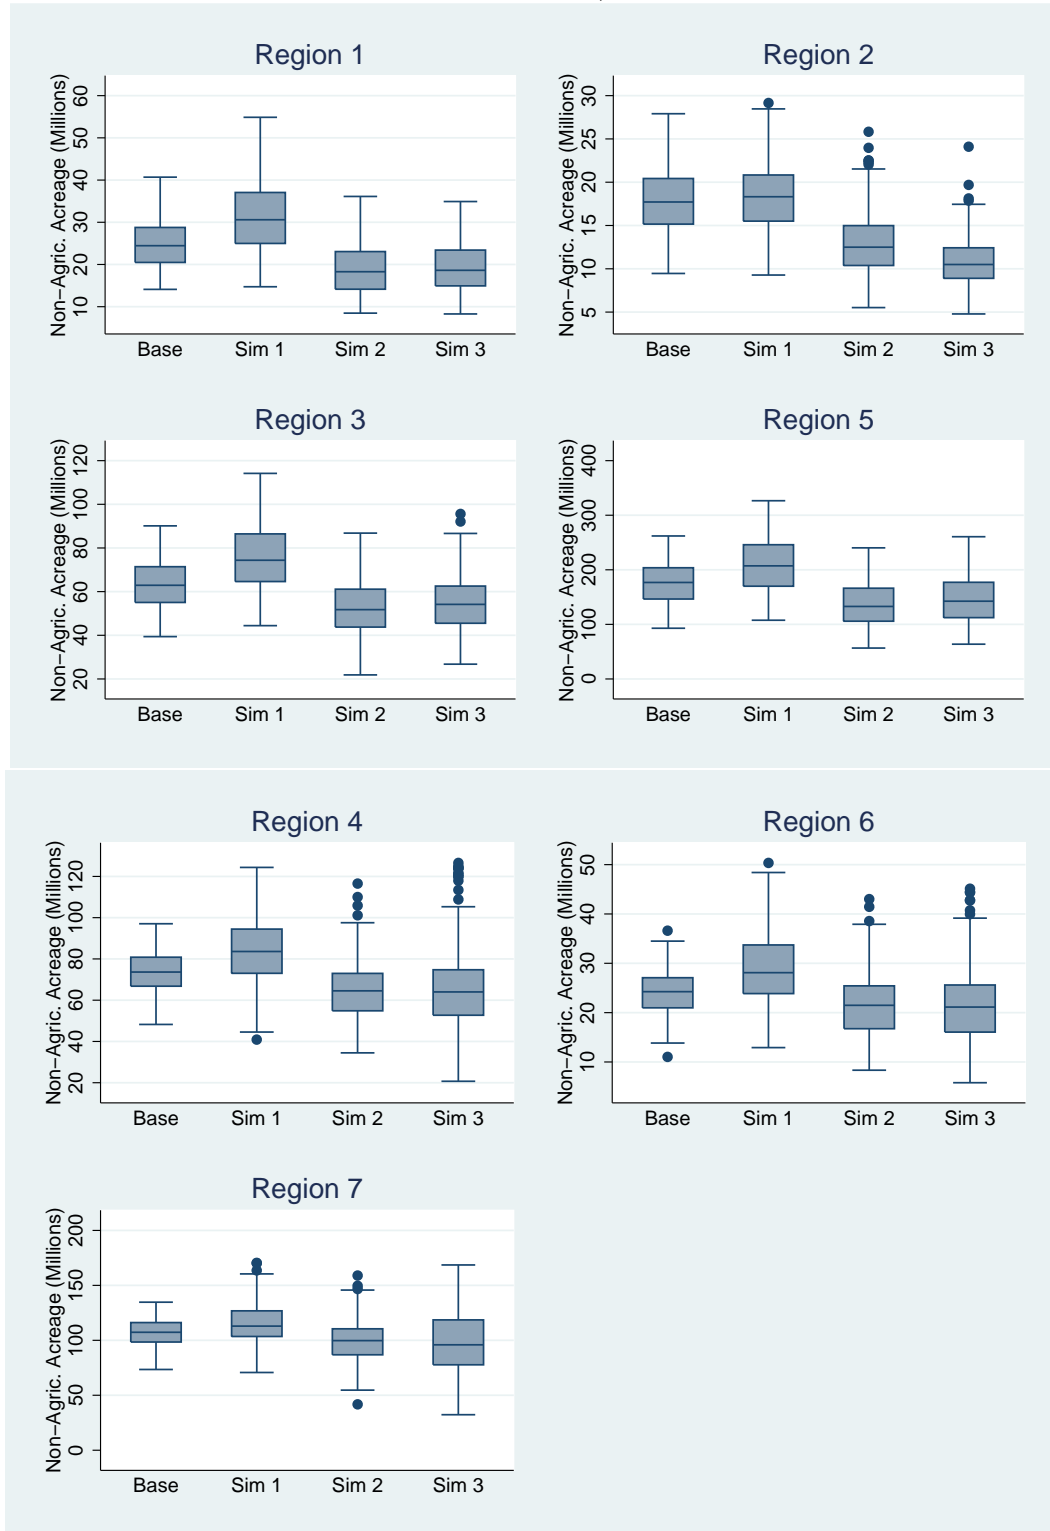 Region 1
Non−Agric. Acreage (Millions)
60
50
40
30
20
10
Base Sim 1 Sim 2 Sim 3
Region 2
Non−Agric. Acreage (Millions)
30
25
20
15
10
5
Base Sim 1 Sim 2 Sim 3
Region 3
Non−Agric. Acreage (Millions)
120
100
80
60
40
20
Base Sim 1 Sim 2 Sim 3
Region 5
Non−Agric. Acreage (Millions)
400
300
200
100
0
Base Sim 1 Sim 2 Sim 3
Region 4
Non−Agric. Acreage (Millions)
120
100
80
60
40
20
Base Sim 1 Sim 2 Sim 3
Region 6
Non−Agric. Acreage (Millions)
50
40
30
20
10
Base Sim 1 Sim 2 Sim 3
Region 7
Non−Agric. Acreage (Millions)
200
150
100
50
0
Base Sim 1 Sim 2 Sim 3